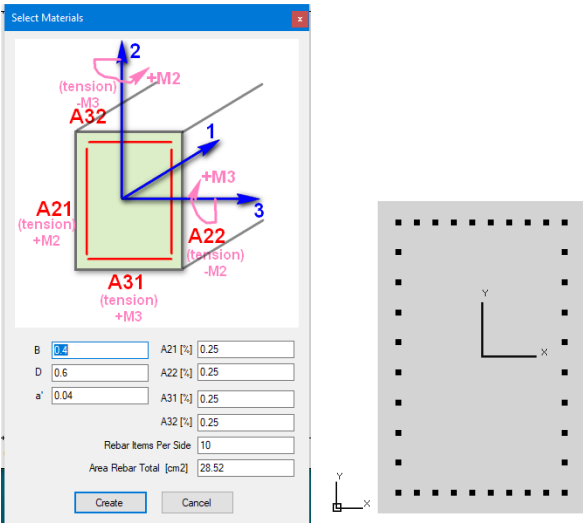 Select Materials
x
2
+M2
(tension)
-M3
A32
1
+M3
3
A21
(tension)
+M2
A22
(tension)
-M2
A31
(tension)
+M3
B 0.4 A21 [%] 0.25
D 0.6 A22 [%] 0.25
a' 0.04 A31 [%] 0.25
A32 [%] 0.25
Rebar Items Per Side 10
Area Rebar Total [cm2] 28.52
Create Cancel
Y
X
Y
X